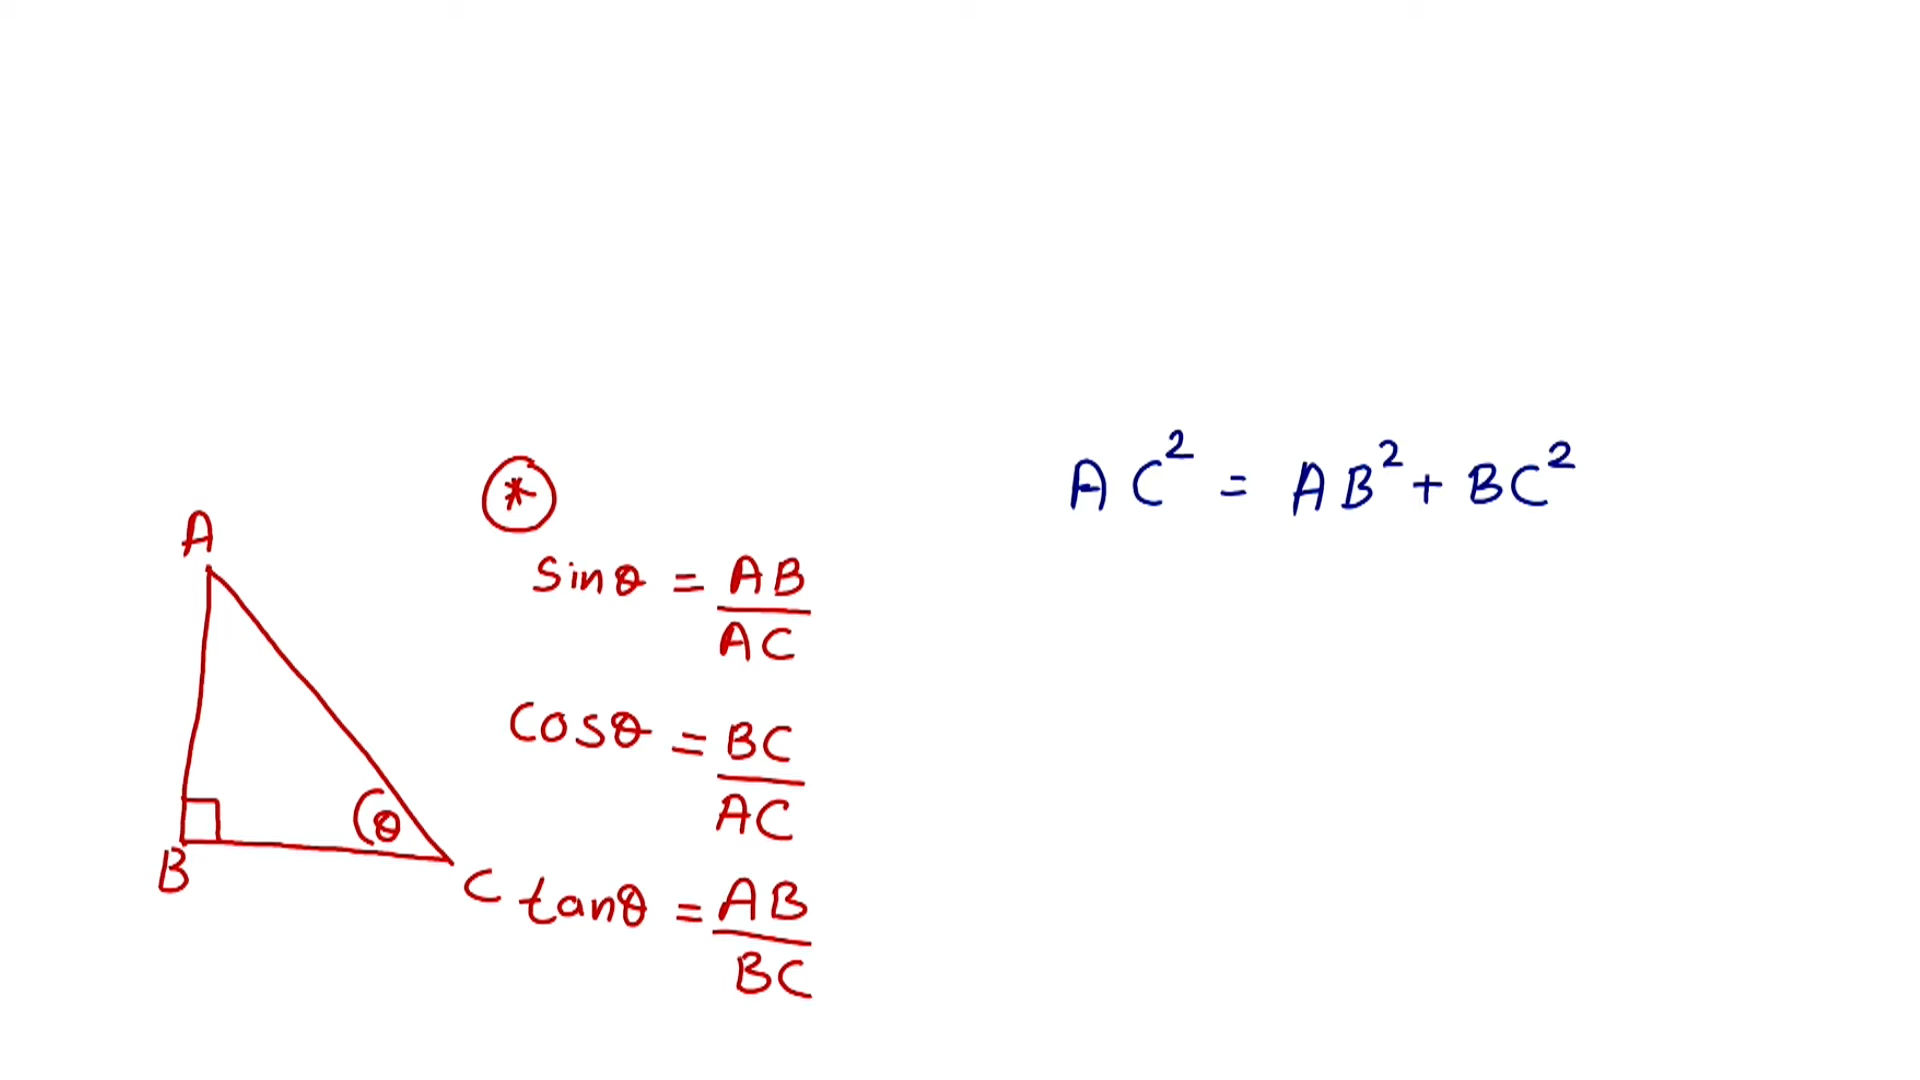 A
B
C
θ
*
sinθ = AB/AC
cosθ = BC/AC
tanθ = AB/BC
AC² = AB² + BC²